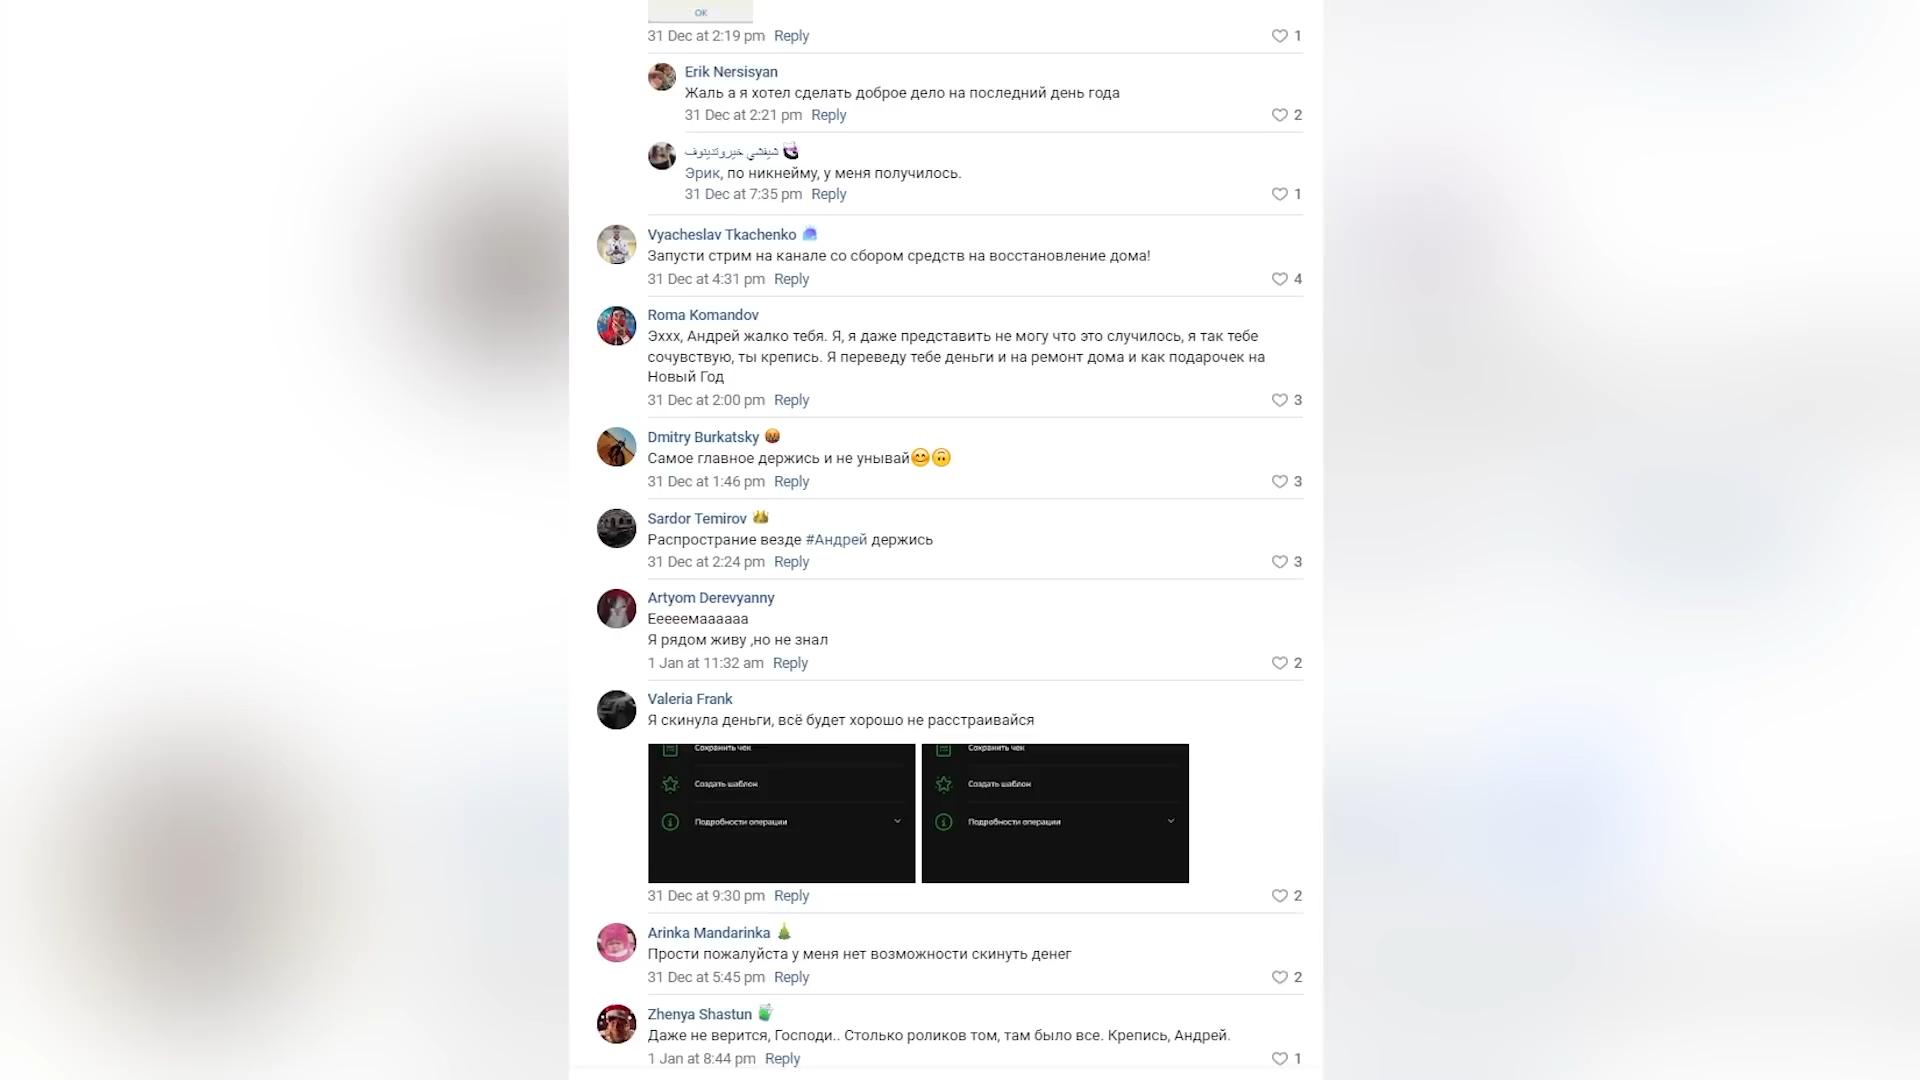 OK
31 Dec at 2:19 pm Reply 1
Erik Nersisyan
Жаль а я хотел сделать доброе дело на последний день года
31 Dec at 2:21 pm Reply 2
شيفشي خيروتدينوف
Эрик, по никнейму, у меня получилось.
31 Dec at 7:35 pm Reply 1
Vyacheslav Tkachenko
Запусти стрим на канале со сбором средств на восстановление дома!
31 Dec at 4:31 pm Reply 4
Roma Komandov
Эххх, Андрей жалко тебя. Я, я даже представить не могу что это случилось, я так тебе
сочувствую, ты крепись. Я переведу тебе деньги и на ремонт дома и как подарочек на
Новый Год
31 Dec at 2:00 pm Reply 3
Dmitry Burkatsky
Самое главное держись и не унывай😊🙃
31 Dec at 1:46 pm Reply 3
Sardor Temirov
Распространие везде #Андрей держись
31 Dec at 2:24 pm Reply 3
Artyom Derevyanny
Еееееmaaaaaa
Я рядом живу ,но не знал
1 Jan at 11:32 am Reply 2
Valeria Frank
Я скинула деньги, всё будет хорошо не расстраивайся
Сохранить чек
Создать шаблон
Подробности операции
Сохранить чек
Создать шаблон
Подробности операции
31 Dec at 9:30 pm Reply 2
Arinka Mandarinka
Прости пожалуйста у меня нет возможности скинуть денег
31 Dec at 5:45 pm Reply 2
Zhenya Shastun
Даже не верится, Господи.. Столько роликов том, там было все. Крепись, Андрей.
1 Jan at 8:44 pm Reply 1